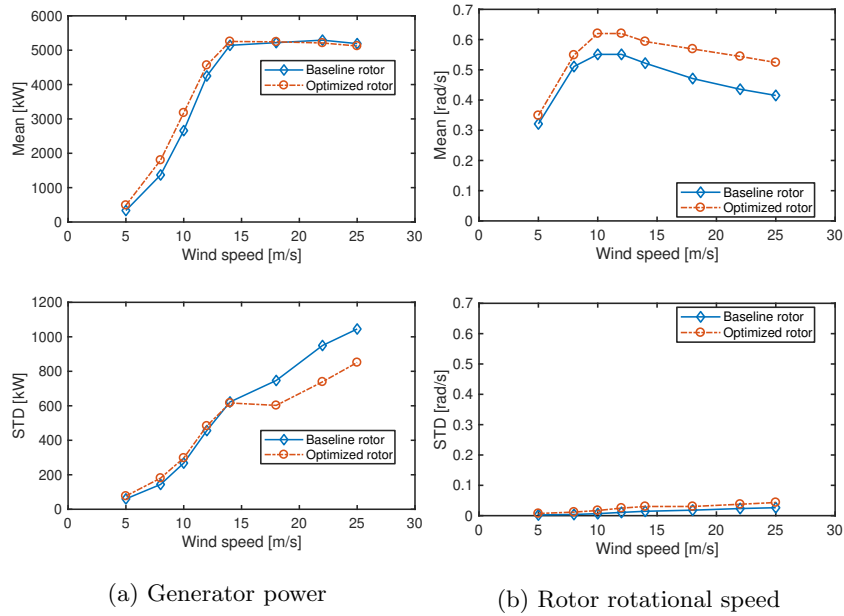 6000
5000
4000
3000
2000
1000
0
Mean [kW]
Baseline rotor
Optimized rotor
0 5 10 15 20 25 30
Wind speed [m/s]
0.7
0.6
0.5
0.4
0.3
0.2
0.1
0
Mean [rad/s]
Baseline rotor
Optimized rotor
0 5 10 15 20 25 30
Wind speed [m/s]
1200
1000
800
600
400
200
0
STD [kW]
Baseline rotor
Optimized rotor
0 5 10 15 20 25 30
Wind speed [m/s]
0.7
0.6
0.5
0.4
0.3
0.2
0.1
0
STD [rad/s]
Baseline rotor
Optimized rotor
0 5 10 15 20 25 30
Wind speed [m/s]
(a) Generator power
(b) Rotor rotational speed